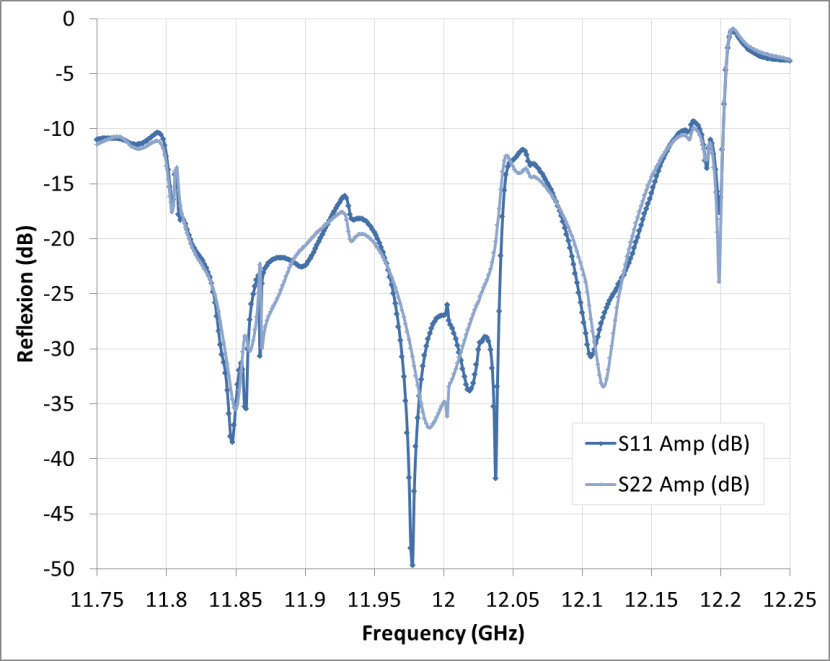 0
-5
-10
-15
-20
-25
-30
-35
-40
-45
-50
Reflexion (dB)
S11 Amp (dB)
S22 Amp (dB)
11.75 11.8 11.85 11.9 11.95 12 12.05 12.1 12.15 12.2 12.25
Frequency (GHz)